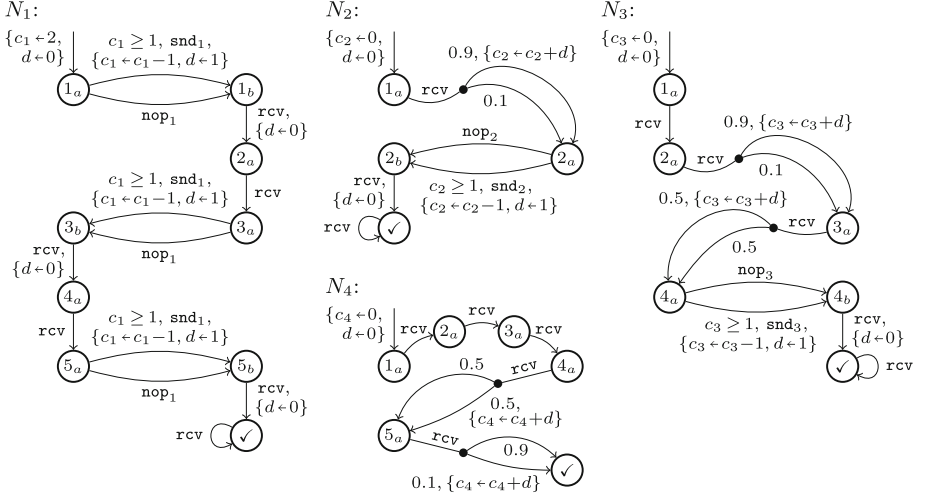 N₁:
{c₁←2,
d←0}
1ₐ
c₁ ≥ 1, snd₁,
{c₁←c₁−1, d←1}
nop₁
1_b
rcv,
{d←0}
2ₐ
rcv
3ₐ
c₁ ≥ 1, snd₁,
{c₁←c₁−1, d←1}
nop₁
3_b
rcv,
{d←0}
4ₐ
rcv
5ₐ
c₁ ≥ 1, snd₁,
{c₁←c₁−1, d←1}
nop₁
5_b
rcv,
{d←0}
rcv
✓
N₂:
{c₂←0,
d←0}
1ₐ
rcv
0.9, {c₂←c₂+d}
0.1
2ₐ
nop₂
c₂ ≥ 1, snd₂,
{c₂←c₂−1, d←1}
2_b
rcv,
{d←0}
rcv
✓
N₄:
{c₄←0,
d←0}
1ₐ
rcv
2ₐ
rcv
3ₐ
rcv
4ₐ
rcv
0.5
0.5,
{c₄←c₄+d}
5ₐ
rcv
0.9
0.1, {c₄←c₄+d}
✓
N₃:
{c₃←0,
d←0}
1ₐ
rcv
2ₐ
rcv
0.9, {c₃←c₃+d}
0.1
3ₐ
rcv
0.5, {c₃←c₃+d}
0.5
4ₐ
nop₃
c₃ ≥ 1, snd₃,
{c₃←c₃−1, d←1}
4_b
rcv,
{d←0}
✓
rcv